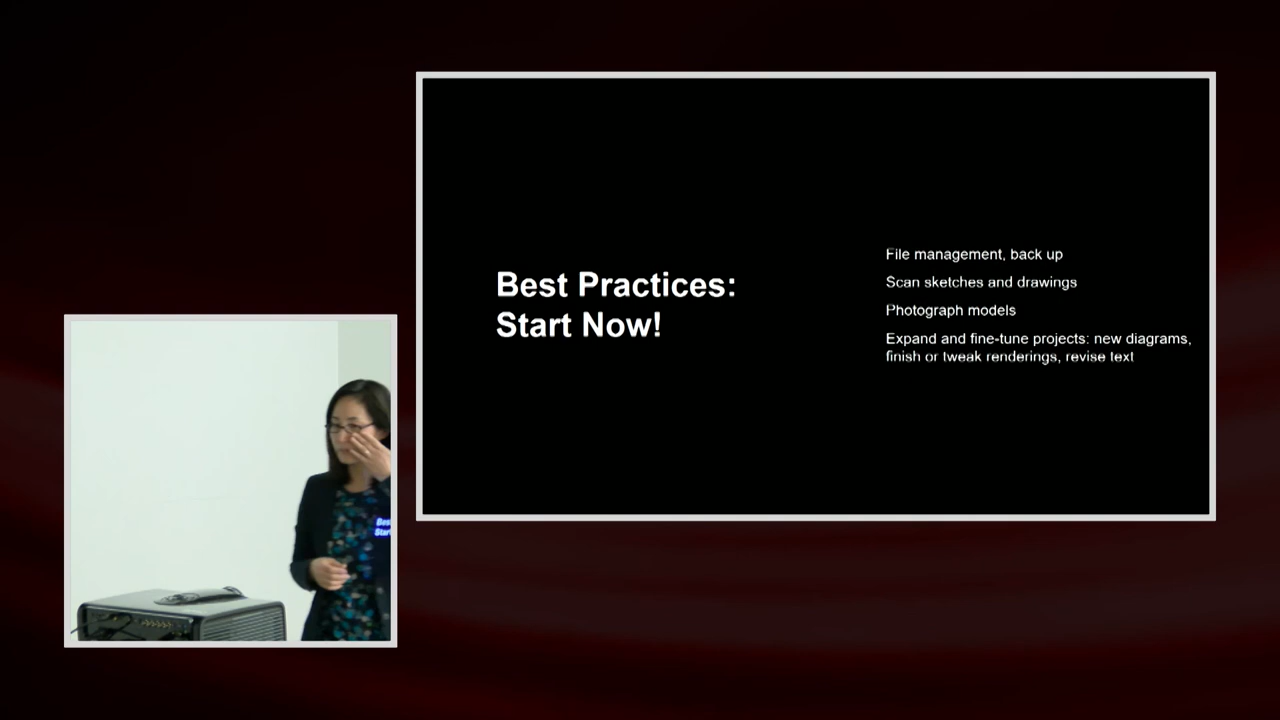 Best Practices:
Start Now!
File management, back up
Scan sketches and drawings
Photograph models
Expand and fine-tune projects: new diagrams,
finish or tweak renderings, revise text